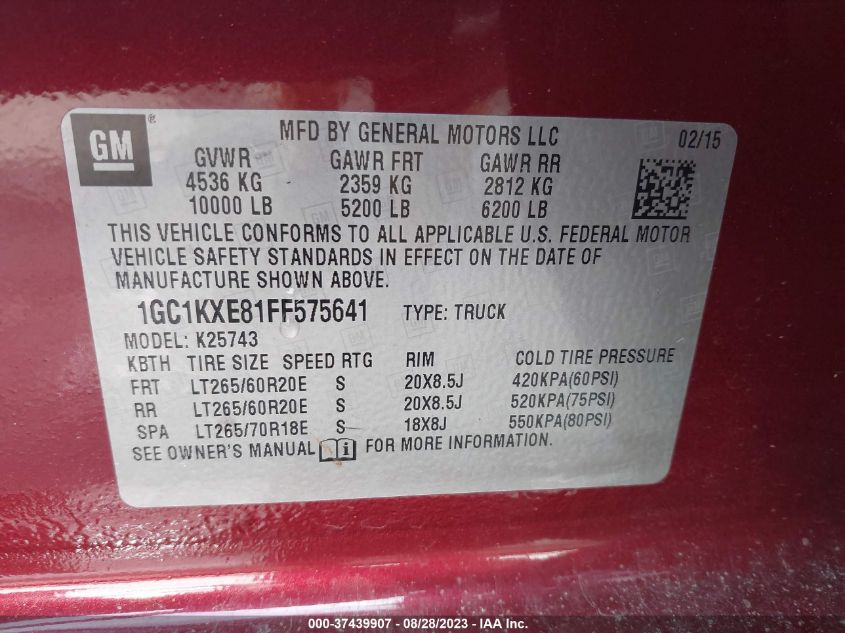 GM ®
MFD BY GENERAL MOTORS LLC 02/15
GVWR GAWR FRT GAWR RR
4536 KG 2359 KG 2812 KG
10000 LB 5200 LB 6200 LB
THIS VEHICLE CONFORMS TO ALL APPLICABLE U.S. FEDERAL MOTOR
VEHICLE SAFETY STANDARDS IN EFFECT ON THE DATE OF
MANUFACTURE SHOWN ABOVE.
1GC1KXE81FF575641 TYPE: TRUCK
MODEL: K25743
KBTH TIRE SIZE SPEED RTG RIM COLD TIRE PRESSURE
FRT LT265/60R20E S 20X8.5J 420KPA(60PSI)
RR LT265/60R20E S 20X8.5J 520KPA(75PSI)
SPA LT265/70R18E S 18X8J 550KPA(80PSI)
SEE OWNER'S MANUAL i FOR MORE INFORMATION.
000-37439907 - 08/28/2023 - IAA Inc.